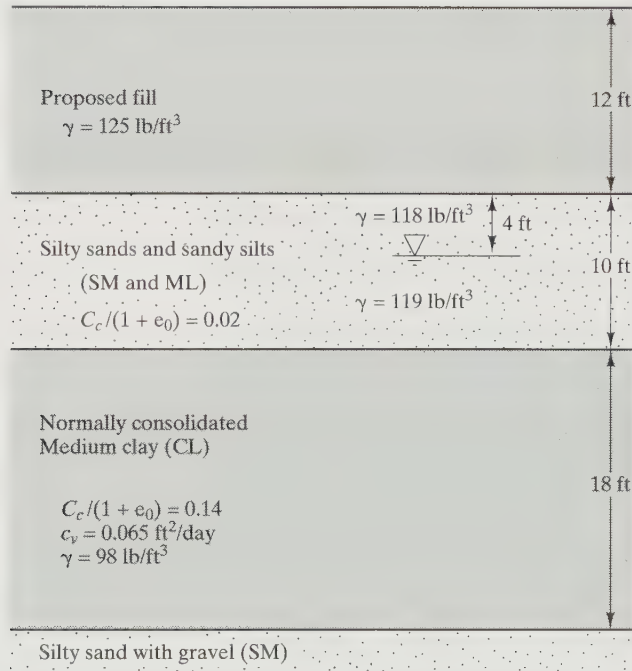 Proposed fill
γ = 125 lb/ft³
12 ft
γ = 118 lb/ft³
4 ft
Silty sands and sandy silts
(SM and ML)
C_c/(1 + e₀) = 0.02
γ = 119 lb/ft³
10 ft
Normally consolidated
Medium clay (CL)
C_c/(1 + e₀) = 0.14
c_v = 0.065 ft²/day
γ = 98 lb/ft³
18 ft
Silty sand with gravel (SM)